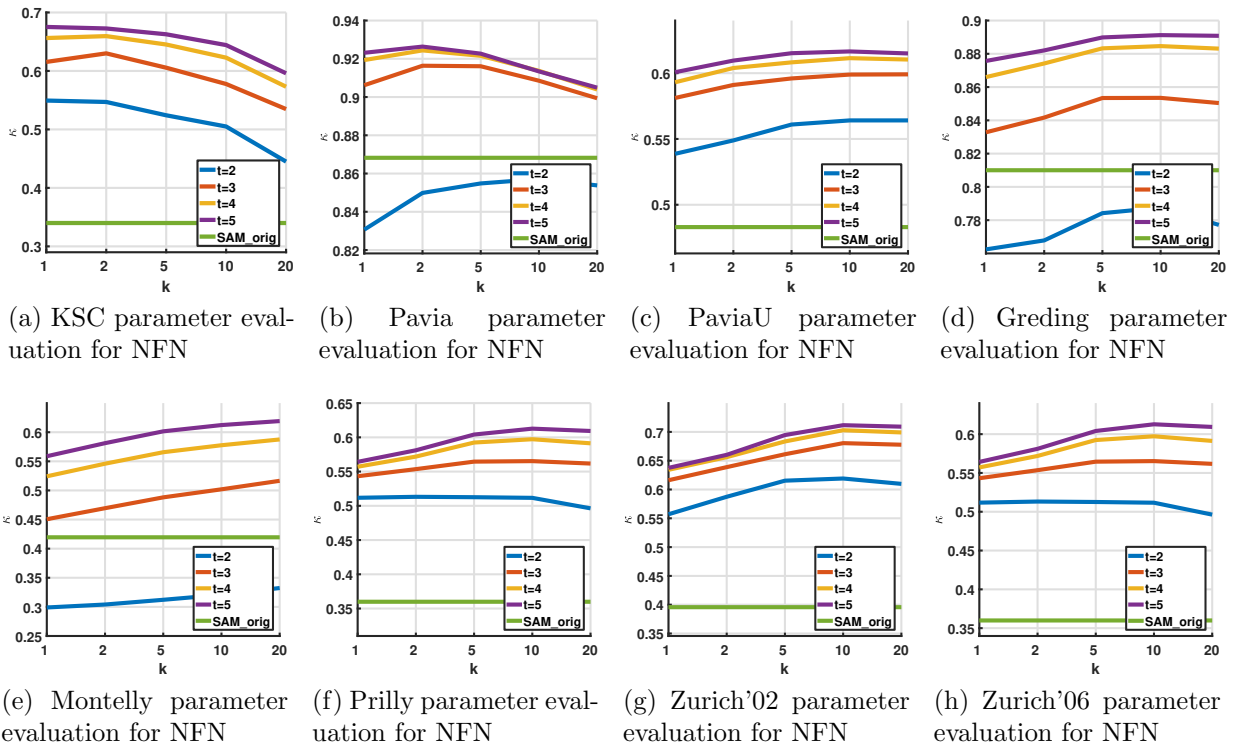 0.7
0.6
0.5
0.4
0.3
κ
1 2 5 10 20
k
t=2
t=3
t=4
t=5
SAM_orig
(a) KSC parameter eval-
uation for NFN
0.94
0.92
0.9
0.88
0.86
0.84
0.82
κ
1 2 5 10 20
k
t=2
t=3
t=4
t=5
SAM_orig
(b) Pavia parameter
evaluation for NFN
0.6
0.55
0.5
κ
1 2 5 10 20
k
t=2
t=3
t=4
t=5
SAM_orig
(c) PaviaU parameter
evaluation for NFN
0.9
0.88
0.86
0.84
0.82
0.8
0.78
κ
1 2 5 10 20
k
t=2
t=3
t=4
t=5
SAM_orig
(d) Greding parameter
evaluation for NFN
0.6
0.55
0.5
0.45
0.4
0.35
0.3
0.25
κ
1 2 5 10 20
k
t=2
t=3
t=4
t=5
SAM_orig
(e) Montelly parameter
evaluation for NFN
0.65
0.6
0.55
0.5
0.45
0.4
0.35
κ
1 2 5 10 20
k
t=2
t=3
t=4
t=5
SAM_orig
(f) Prilly parameter eval-
uation for NFN
0.7
0.65
0.6
0.55
0.5
0.45
0.4
0.35
κ
1 2 5 10 20
k
t=2
t=3
t=4
t=5
SAM_orig
(g) Zurich'02 parameter
evaluation for NFN
0.6
0.55
0.5
0.45
0.4
0.35
κ
1 2 5 10 20
k
t=2
t=3
t=4
t=5
SAM_orig
(h) Zurich'06 parameter
evaluation for NFN